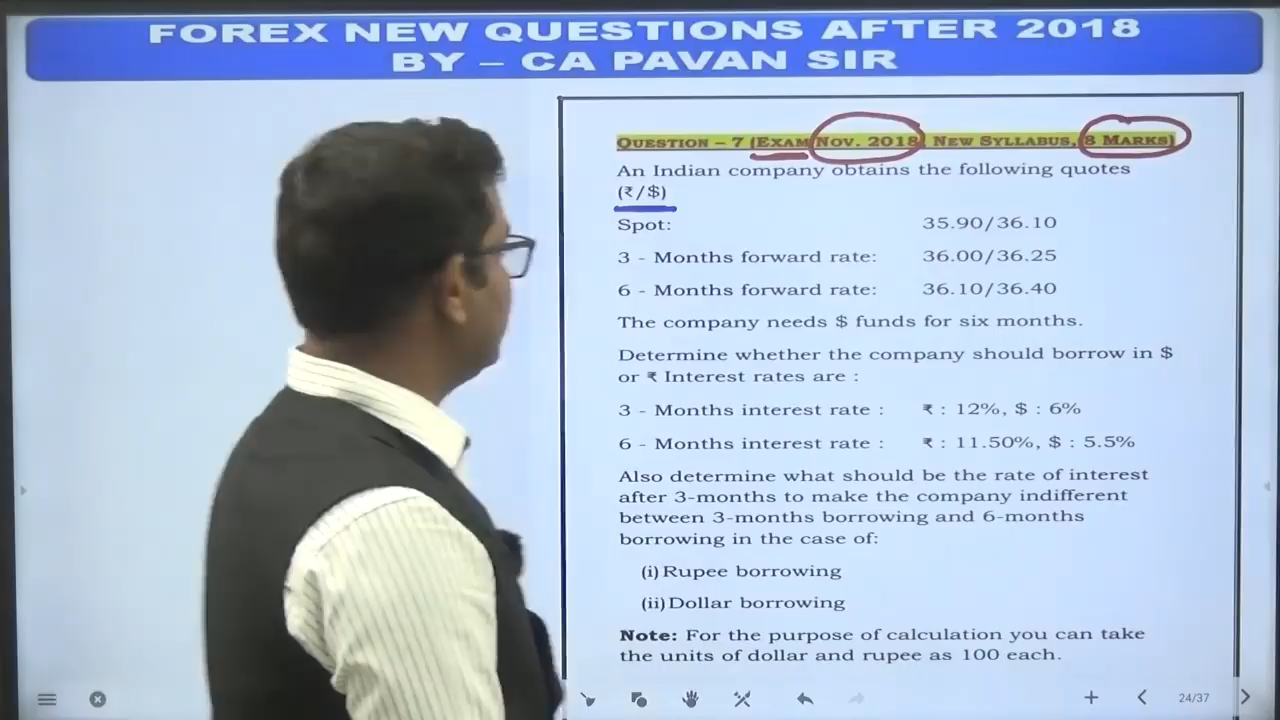 FOREX NEW QUESTIONS AFTER 2018
BY – CA PAVAN SIR
QUESTION – 7 (EXAM NOV. 2018, NEW SYLLABUS, 8 MARKS)
An Indian company obtains the following quotes
(₹/$)
Spot: 35.90/36.10
3 - Months forward rate: 36.00/36.25
6 - Months forward rate: 36.10/36.40
The company needs $ funds for six months.
Determine whether the company should borrow in $
or ₹ Interest rates are :
3 - Months interest rate : ₹ : 12%, $ : 6%
6 - Months interest rate : ₹ : 11.50%, $ : 5.5%
Also determine what should be the rate of interest
after 3-months to make the company indifferent
between 3-months borrowing and 6-months
borrowing in the case of:
(i) Rupee borrowing
(ii) Dollar borrowing
Note: For the purpose of calculation you can take
the units of dollar and rupee as 100 each.
24/37